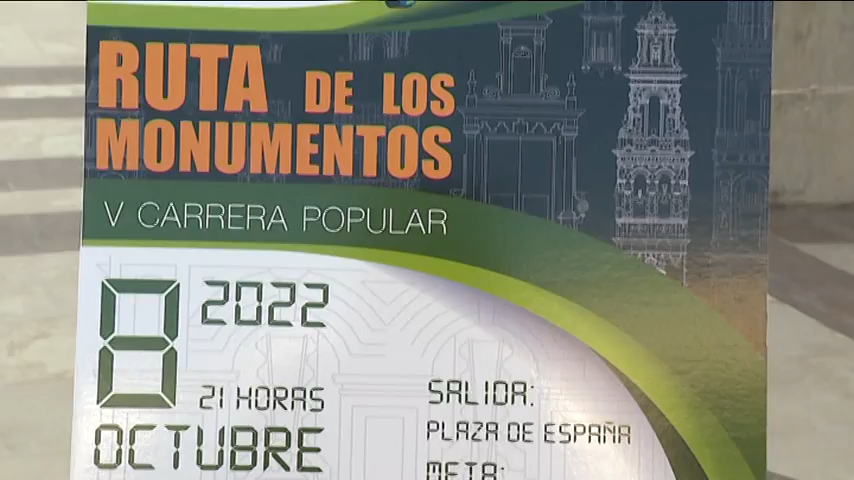 RUTA DE LOS
MONUMENTOS
V CARRERA POPULAR
8 2022
21 HORAS
OCTUBRE
SALIDA:
PLAZA DE ESPAÑA
META: